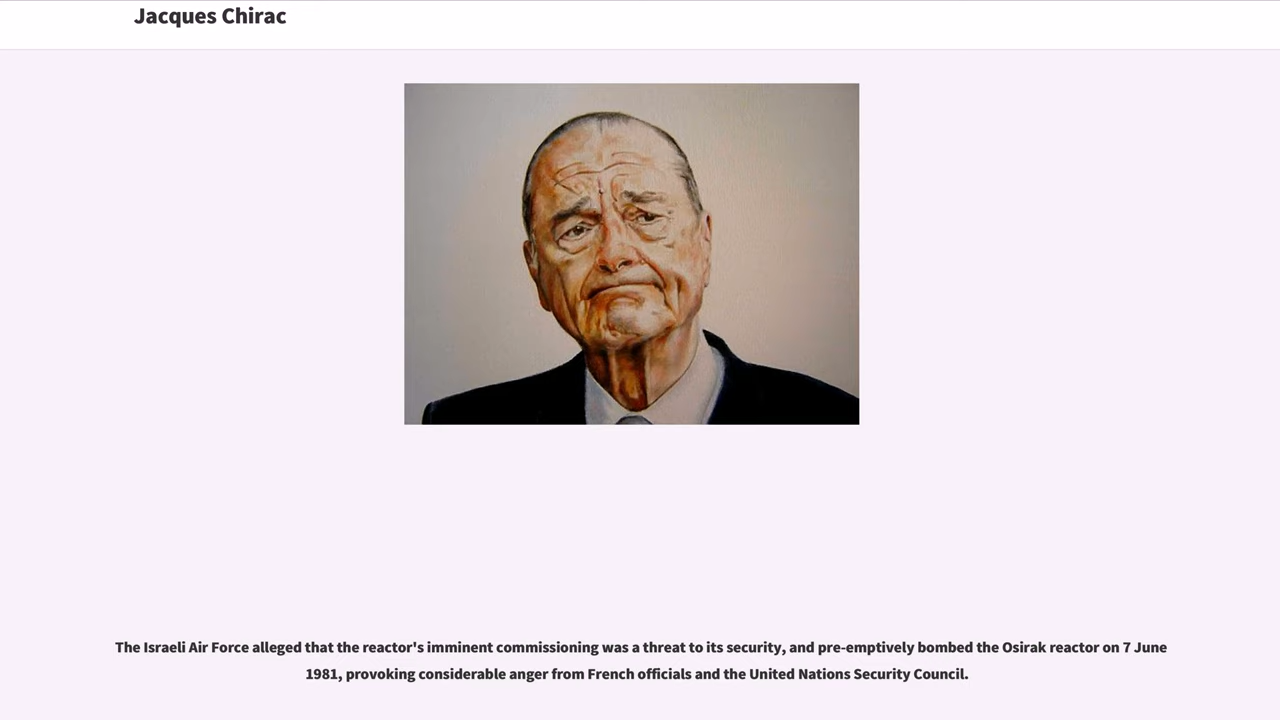 Jacques Chirac
The Israeli Air Force alleged that the reactor's imminent commissioning was a threat to its security, and pre-emptively bombed the Osirak reactor on 7 June
1981, provoking considerable anger from French officials and the United Nations Security Council.